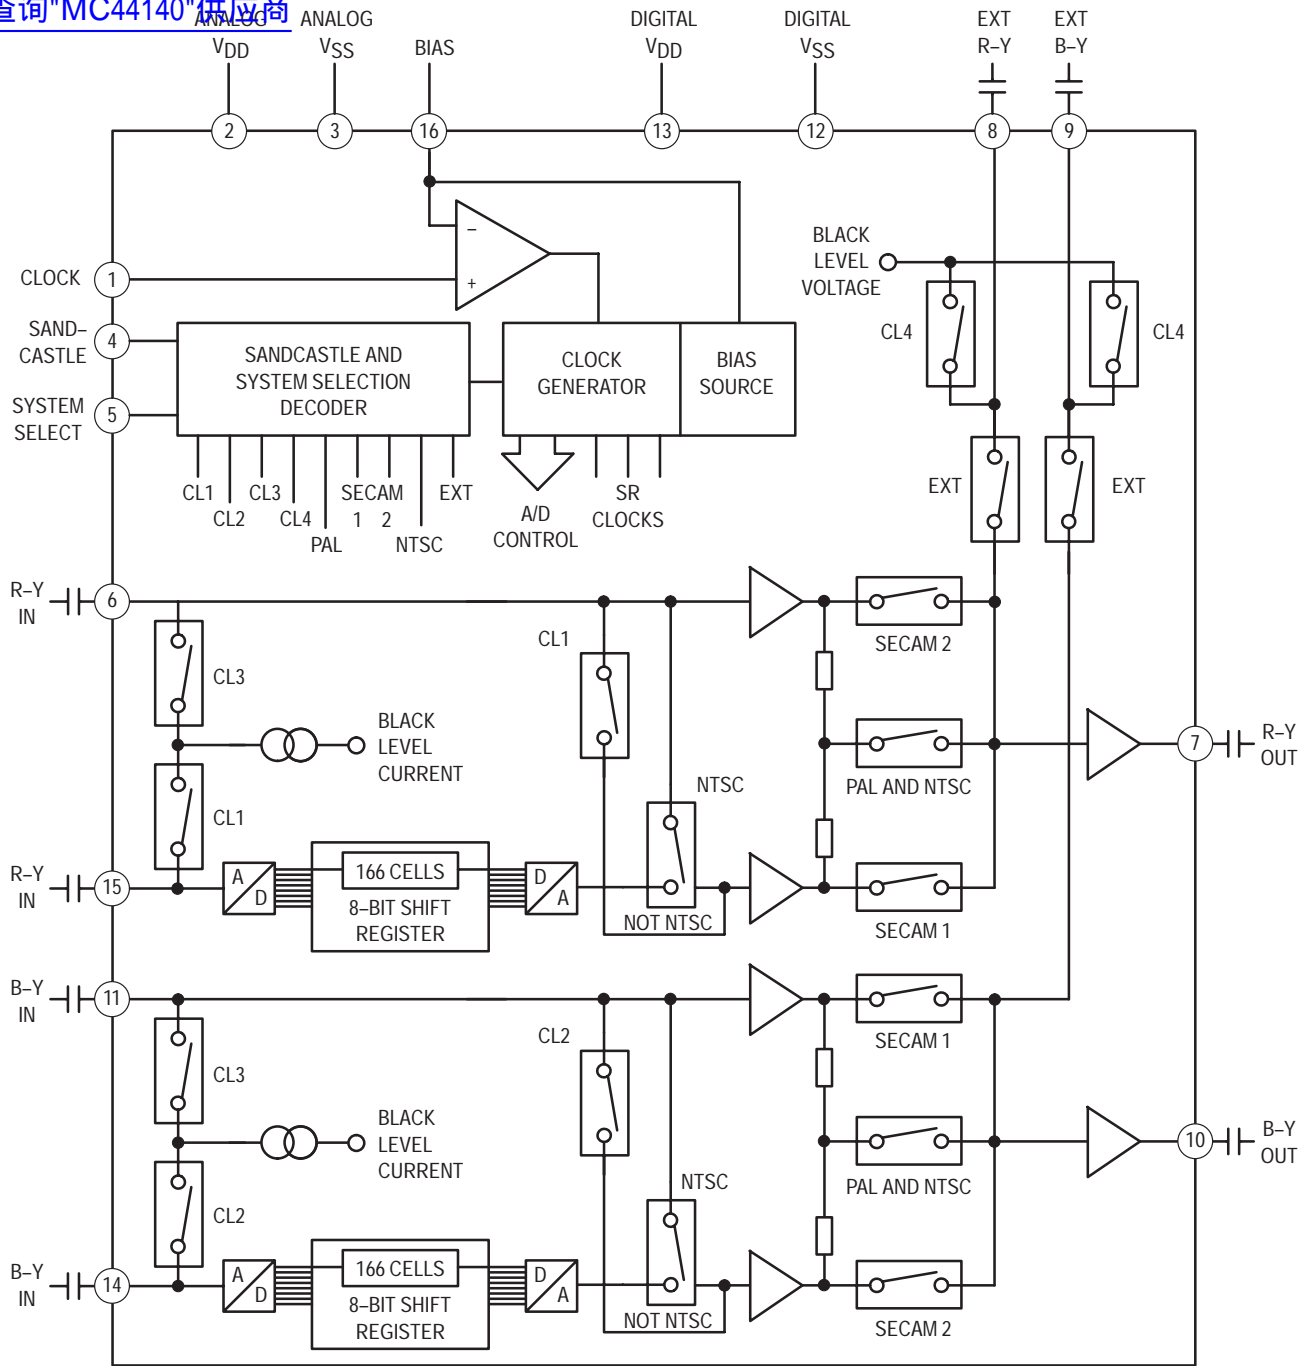 查询"MC44140"供应商
ANALOG
VDD
ANALOG
VSS
BIAS
DIGITAL
VDD
DIGITAL
VSS
EXT
R–Y
EXT
B–Y
2
3
16
13
12
8
9
–
+
CLOCK
1
BLACK
LEVEL
VOLTAGE
CL4
CL4
SAND–
CASTLE
4
SYSTEM
SELECT
5
SANDCASTLE AND
SYSTEM SELECTION
DECODER
CLOCK
GENERATOR
BIAS
SOURCE
CL1
CL2
CL3
CL4
PAL
SECAM
1 2
NTSC
EXT
A/D
CONTROL
SR
CLOCKS
EXT
EXT
R–Y
IN
6
CL3
CL1
SECAM 2
BLACK
LEVEL
CURRENT
CL1
NTSC
PAL AND NTSC
7
R–Y
OUT
R–Y
IN
15
A
D
166 CELLS
8–BIT SHIFT
REGISTER
D
A
NOT NTSC
SECAM 1
B–Y
IN
11
CL3
CL2
SECAM 1
BLACK
LEVEL
CURRENT
CL2
NTSC
PAL AND NTSC
10
B–Y
OUT
B–Y
IN
14
A
D
166 CELLS
8–BIT SHIFT
REGISTER
D
A
NOT NTSC
SECAM 2